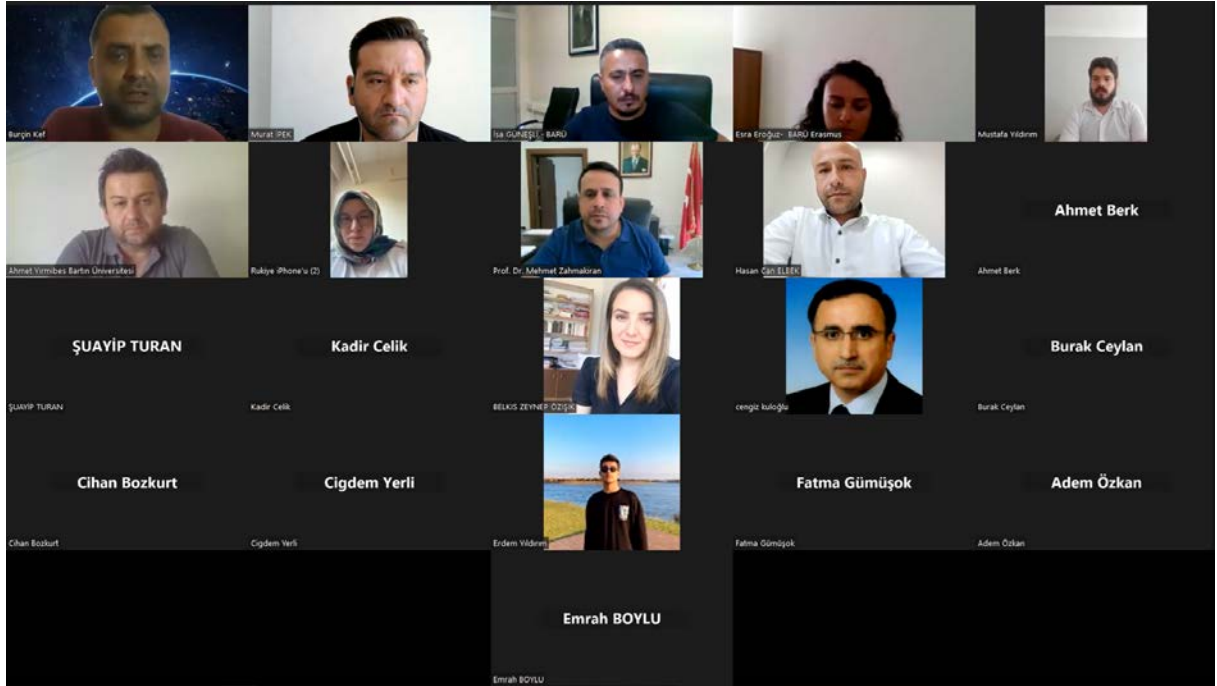 Burçin Kef
Murat İPEK
İsa GÜNEŞLİ - BARÜ
Esra Eroğuz- BARÜ Erasmus
Mustafa Yıldırım
Ahmet Yirmibes Bartın Üniversitesi
Rukiye iPhone'u (2)
Prof. Dr. Mehmet Zahmakiran
Hasan Can ELBEK
Ahmet Berk
Ahmet Berk
ŞUAYİP TURAN
ŞUAYİP TURAN
Kadir Celik
Kadir Celik
BELKIS ZEYNEP ÖZIŞIK
cengiz kuloğlu
Burak Ceylan
Burak Ceylan
Cihan Bozkurt
Cihan Bozkurt
Cigdem Yerli
Cigdem Yerli
Erdem Yıldırım
Fatma Gümüşok
Fatma Gümüşok
Adem Özkan
Adem Özkan
Emrah BOYLU
Emrah BOYLU